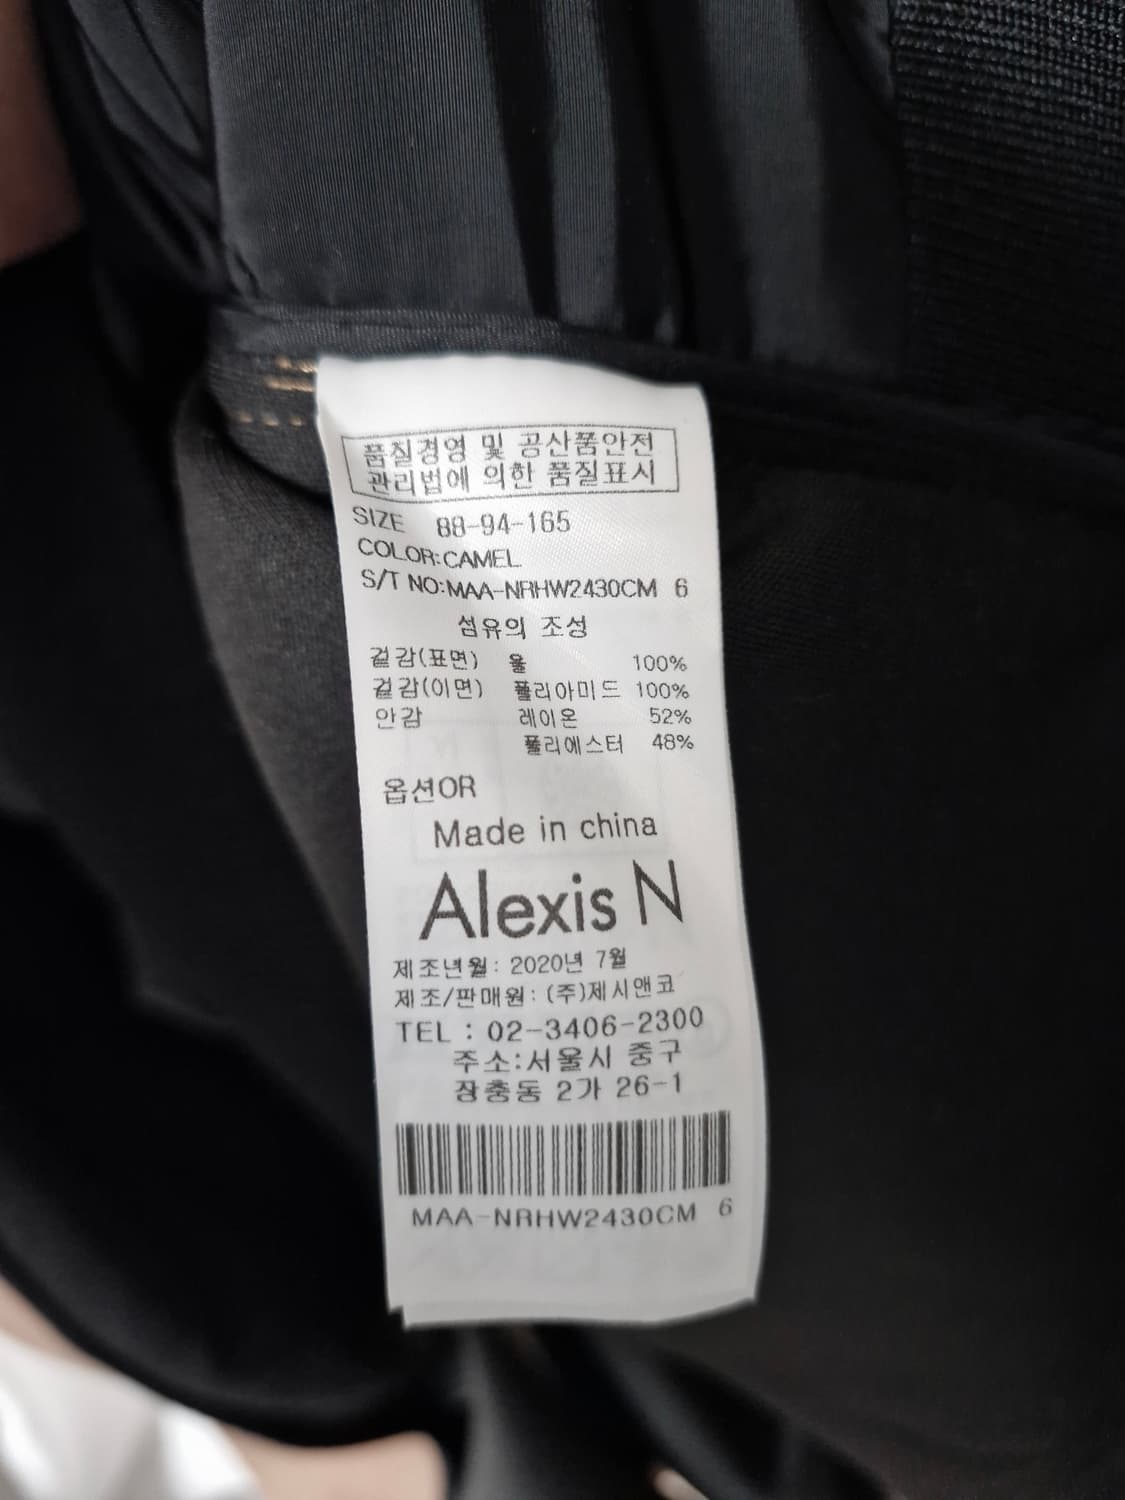 품질경영 및 공산품안전
관리법에 의한 품질표시
SIZE 88-94-165
COLOR:CAMEL
S/T NO:MAA-NRHW2430CM 6
섬유의 조성
겉감(표면) 울 100%
겉감(이면) 폴리아미드 100%
안감 레이온 52%
폴리에스터 48%
옵션OR
Made in china
Alexis N
제조년월: 2020년 7월
제조/판매원: (주)제시앤코
TEL : 02-3406-2300
주소:서울시 중구
장충동 2가 26-1
MAA-NRHW2430CM 6